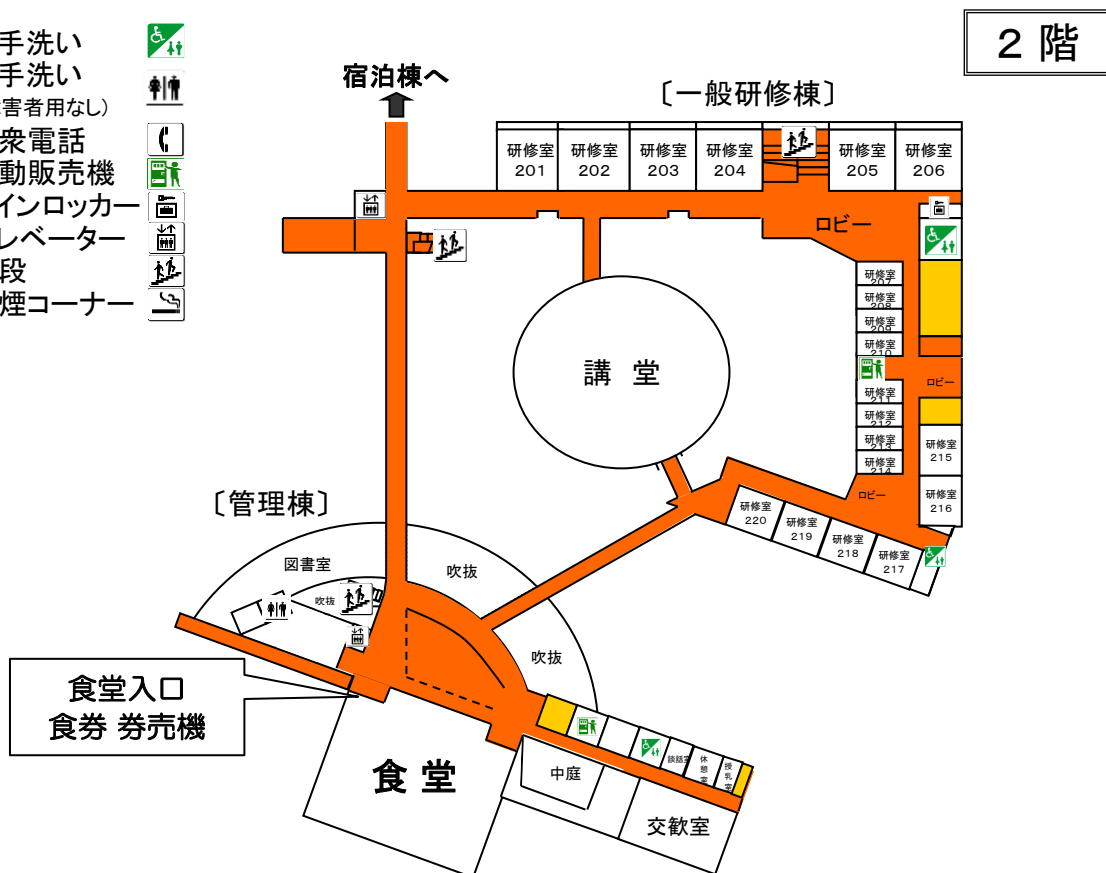 ２階
手洗い
手洗い
害者用なし）
衆電話
動販売機
インロッカー
レベーター
段
煙コーナー
宿泊棟へ
〔一般研修棟〕
研修室
201
研修室
202
研修室
203
研修室
204
研修室
205
研修室
206
ロビー
研修室
207
研修室
208
研修室
209
研修室
210
ロビー
研修室
211
研修室
212
研修室
213
研修室
214
研修室
215
研修室
216
ロビー
研修室
220
研修室
219
研修室
218
研修室
217
講 堂
〔管理棟〕
図書室
吹抜
吹抜
吹抜
食堂入口
食券 券売機
食 堂
中庭
談話室
休憩室
授乳室
交歓室